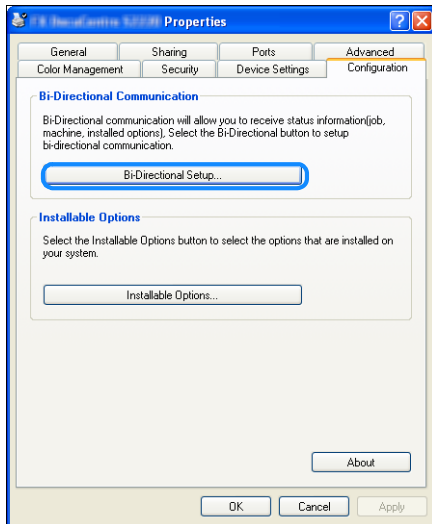 Properties
General Sharing Ports Advanced
Color Management Security Device Settings Configuration
Bi-Directional Communication
Bi-Directional communication will allow you to receive status
information(job,
machine, installed options), Select the Bi-Directional button to setup
bi-directional communication.
Bi-Directional Setup...
Installable Options
Select the Installable Options button to select the options that are installed on
your system.
Installable Options...
About
OK Cancel Apply